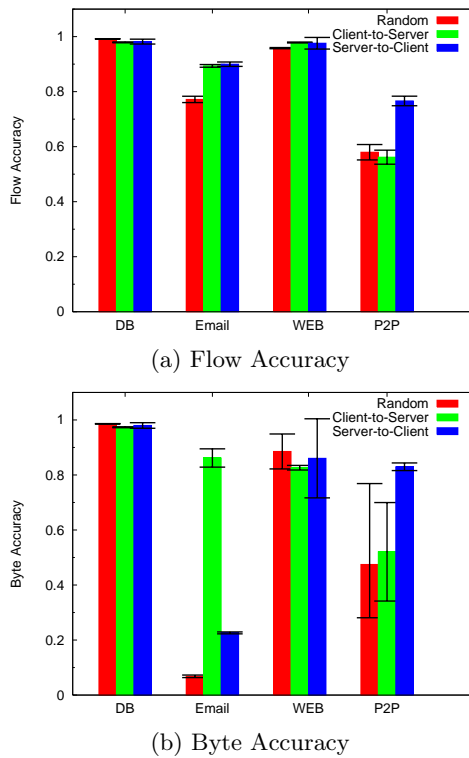 Random
Client-to-Server
Server-to-Client
1
0.8
0.6
0.4
0.2
0
Flow Accuracy
DB Email WEB P2P
(a) Flow Accuracy
Random
Client-to-Server
Server-to-Client
1
0.8
0.6
0.4
0.2
0
Byte Accuracy
DB Email WEB P2P
(b) Byte Accuracy